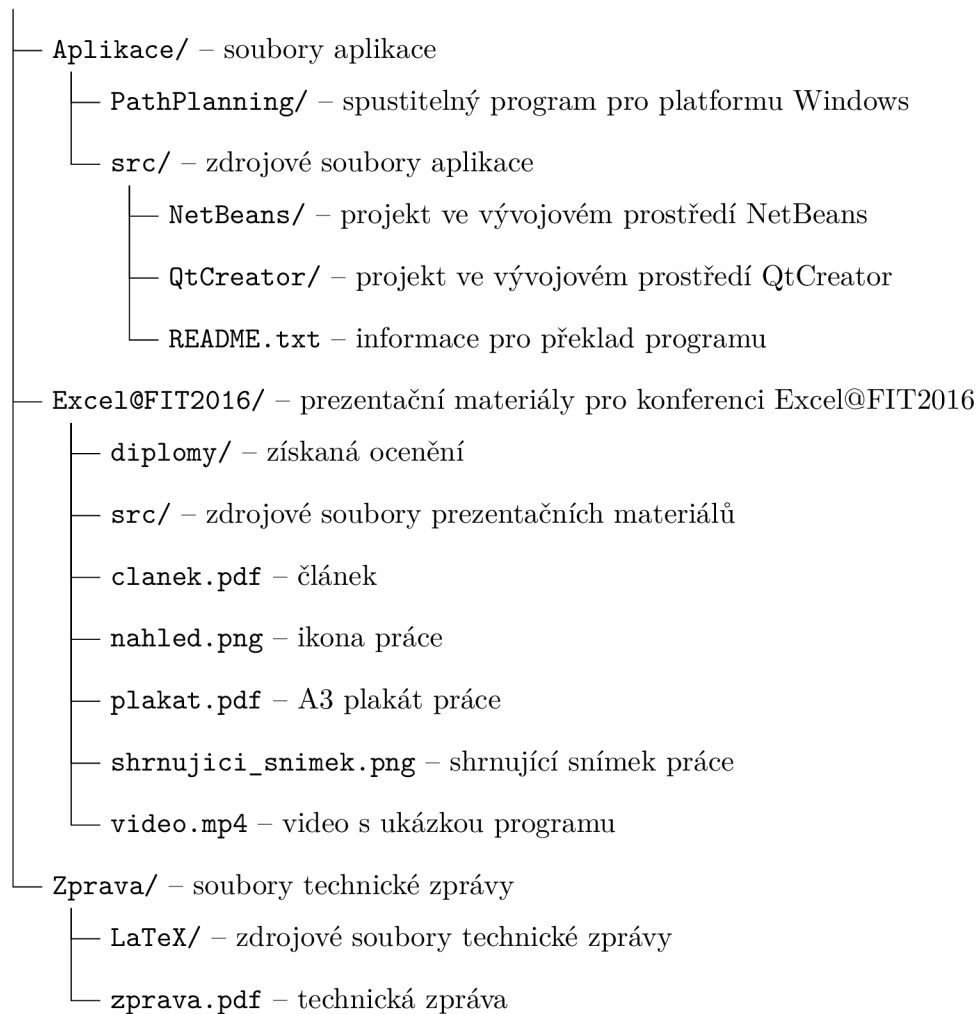 Aplikace/ – soubory aplikace
PathPlanning/ – spustitelný program pro platformu Windows
src/ – zdrojové soubory aplikace
NetBeans/ – projekt ve vývojovém prostředí NetBeans
QtCreator/ – projekt ve vývojovém prostředí QtCreator
README.txt – informace pro překlad programu
Excel@FIT2016/ – prezentační materiály pro konferenci Excel@FIT2016
diplomy/ – získaná ocenění
src/ – zdrojové soubory prezentačních materiálů
clanek.pdf – článek
nahled.png – ikona práce
plakat.pdf – A3 plakát práce
shrnujici_snimek.png – shrnující snímek práce
video.mp4 – video s ukázkou programu
Zprava/ – soubory technické zprávy
LaTeX/ – zdrojové soubory technické zprávy
zprava.pdf – technická zpráva